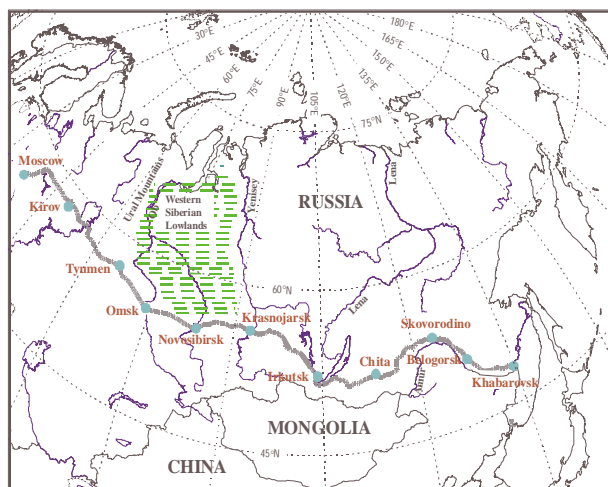 180°E
165°E
150°E
135°E
120°E
105°E
90°E
75°E
60°E
45°E
30°E
75°N
Moscow
Kirov
Ural Mountains
Western
Siberian
Lowlands
Yenisey
Lena
RUSSIA
Tynmen
60°N
Lena
Omsk
Novosibirsk
Krasnojarsk
Skovorodino
Irkutsk
Chita
Amur
Belogorsk
Khabarovsk
MONGOLIA
45°N
CHINA